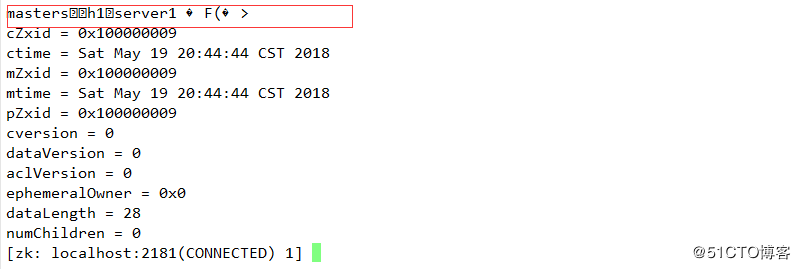 masters��h1�server1 � F(� >
cZxid = 0x100000009
ctime = Sat May 19 20:44:44 CST 2018
mZxid = 0x100000009
mtime = Sat May 19 20:44:44 CST 2018
pZxid = 0x100000009
cversion = 0
dataVersion = 0
aclVersion = 0
ephemeralOwner = 0x0
dataLength = 28
numChildren = 0
[zk: localhost:2181(CONNECTED) 1]
@51CTO博客